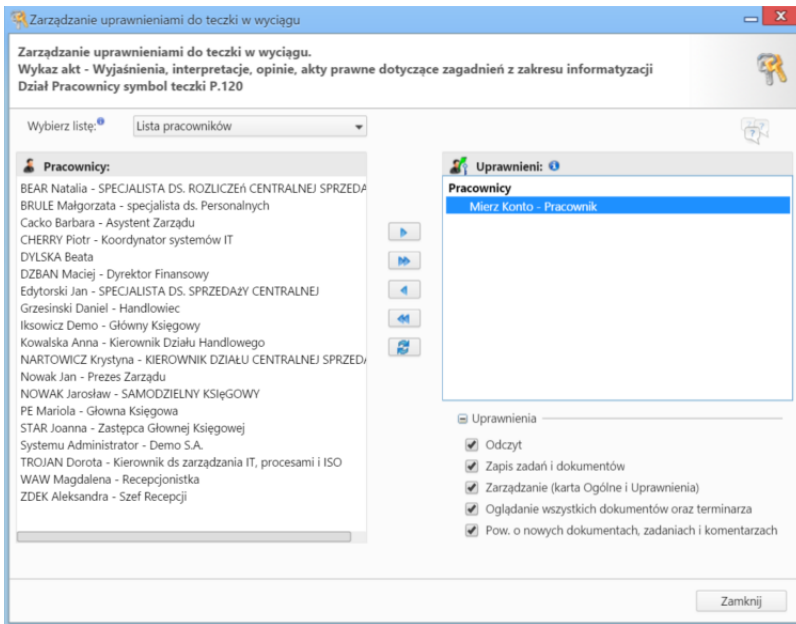 Zarządzanie uprawnieniami do teczki w wyciągu
Zarządzanie uprawnieniami do teczki w wyciągu.
Wykaz akt - Wyjaśnienia, interpretacje, opinie, akty prawne dotyczące zagadnień z zakresu informatyzacji
Dział Pracownicy symbol teczki P.120
Wybierz listę:
Lista pracowników
Pracownicy:
BEAR Natalia - SPECJALISTA DS. ROZLICZEń CENTRALNEJ SPRZEDA
BRULE Małgorzata - specjalista ds. Personalnych
Cacko Barbara - Asystent Zarządu
CHERRY Piotr - Koordynator systemów IT
DYLSKA Beata
DZBAN Maciej - Dyrektor Finansowy
Edytorski Jan - SPECJALISTA DS. SPRZEDAżY CENTRALNEJ
Grzesinski Daniel - Handlowiec
Iksowicz Demo - Główny Księgowy
Kowalska Anna - Kierownik Działu Handlowego
NARTOWICZ Krystyna - KIEROWNIK DZIAŁU CENTRALNEJ SPRZEDA
Nowak Jan - Prezes Zarządu
NOWAK Jarosław - SAMODZIELNY KSIęGOWY
PE Mariola - Głowna Księgowa
STAR Joanna - Zastępca Głownej Księgowej
Systemu Administrator - Demo S.A.
TROJAN Dorota - Kierownik ds zarządzania IT, procesami i ISO
WAW Magdalena - Recepcjonistka
ZDEK Aleksandra - Szef Recepcji
Uprawnieni:
Pracownicy
Mierz Konto - Pracownik
Uprawnienia
Odczyt
Zapis zadań i dokumentów
Zarządzanie (karta Ogólne i Uprawnienia)
Oglądanie wszystkich dokumentów oraz terminarza
Pow. o nowych dokumentach, zadaniach i komentarzach
Zamknij